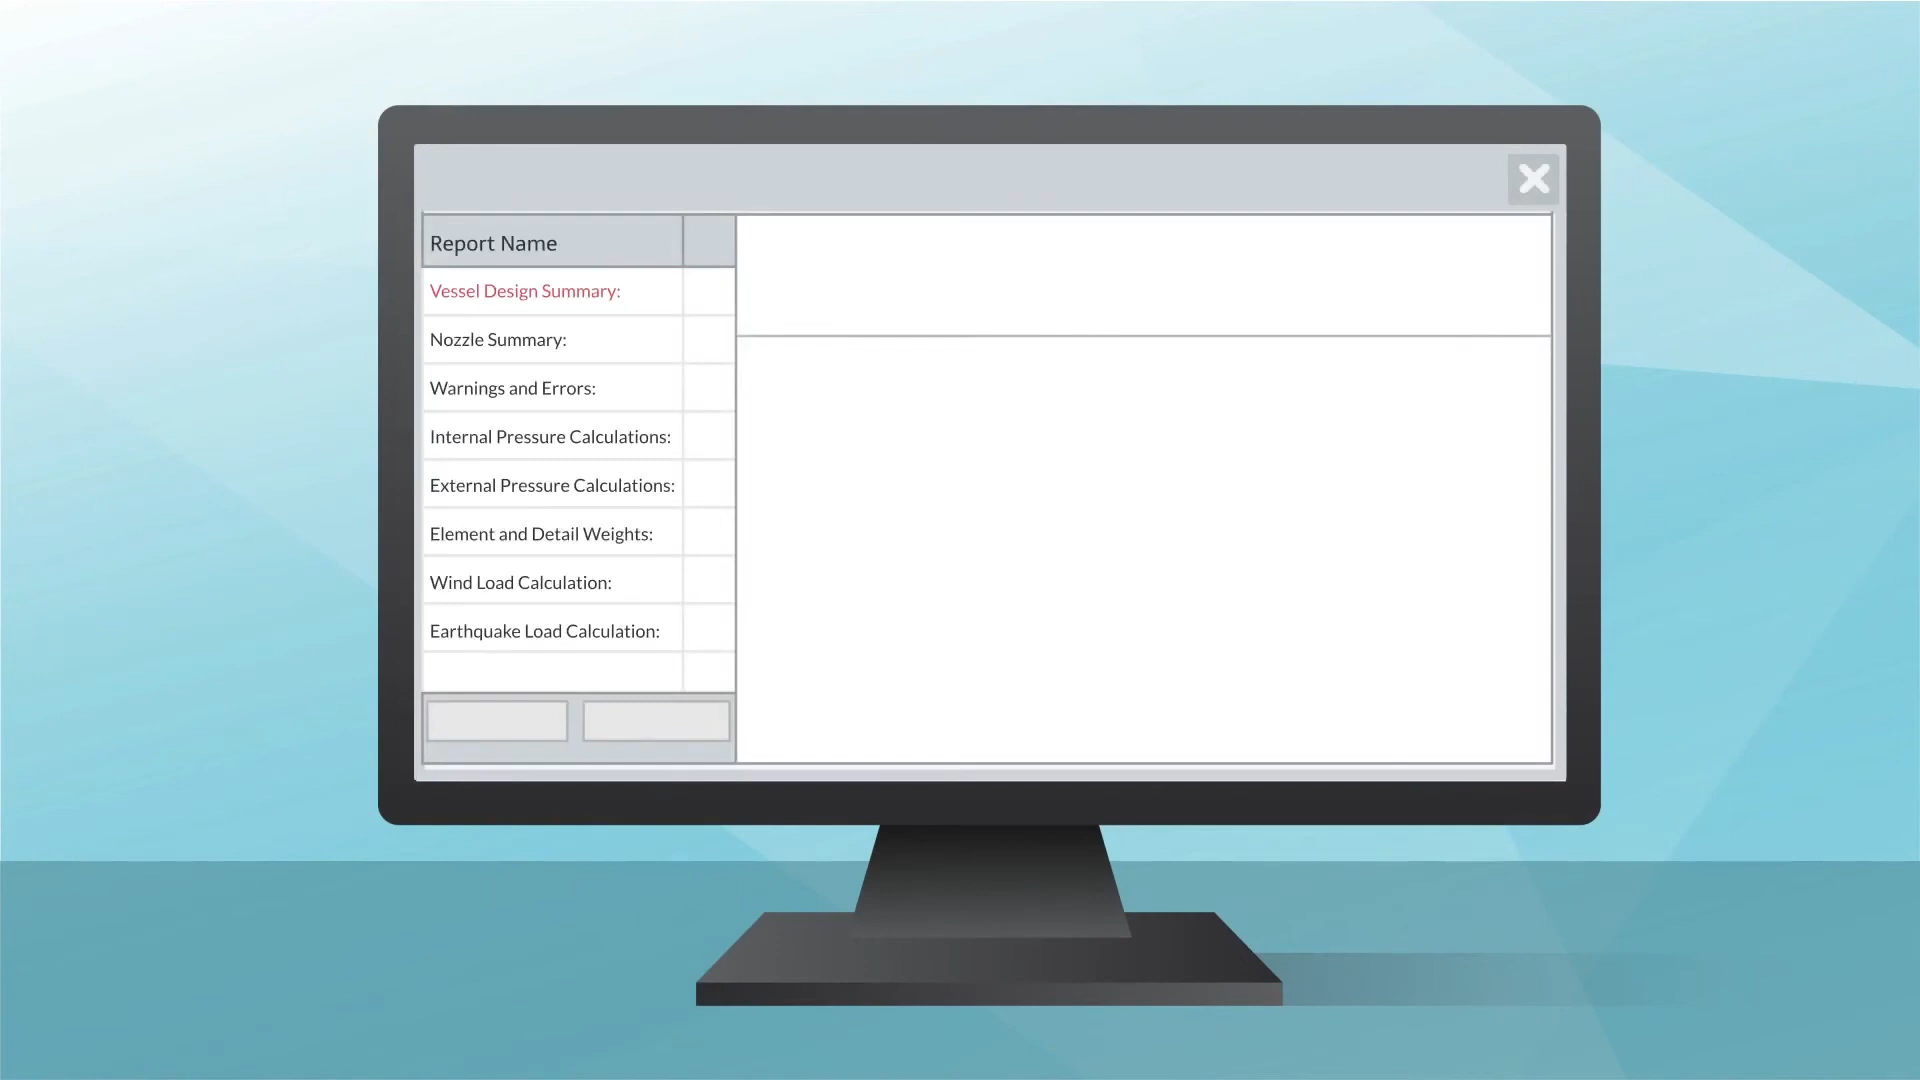 Report Name
Vessel Design Summary:
Nozzle Summary:
Warnings and Errors:
Internal Pressure Calculations:
External Pressure Calculations:
Element and Detail Weights:
Wind Load Calculation:
Earthquake Load Calculation: